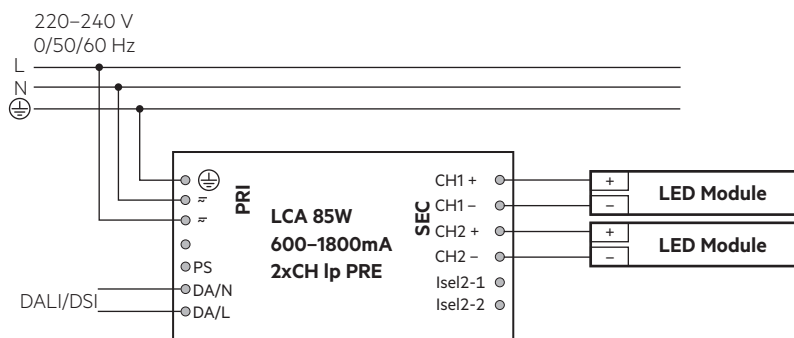 220–240 V
0/50/60 Hz
L
N
PRI
LCA 85W
600–1800mA
2xCH lp PRE
PS
DA/N
DA/L
DALI/DSI
SEC
CH1 +
CH1 –
CH2 +
CH2 –
Isel2-1
Isel2-2
+
–
LED Module
+
–
LED Module